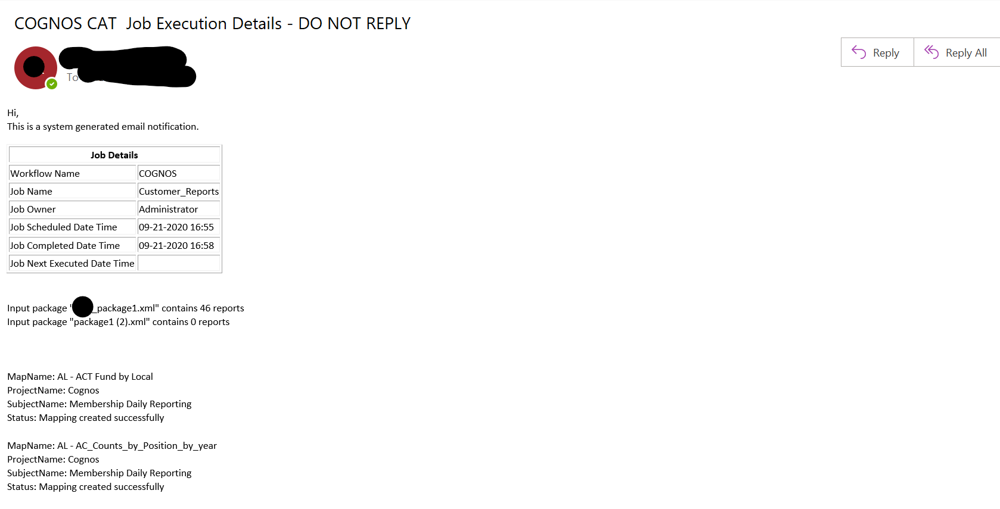 COGNOS CAT  Job Execution Details - DO NOT REPLY
Reply
Reply All
To
Hi,
This is a system generated email notification.
Job Details
Workflow Name COGNOS
Job Name Customer_Reports
Job Owner Administrator
Job Scheduled Date Time 09-21-2020 16:55
Job Completed Date Time 09-21-2020 16:58
Job Next Executed Date Time
Input package "_package1.xml" contains 46 reports
Input package "package1 (2).xml" contains 0 reports
MapName: AL - ACT Fund by Local
ProjectName: Cognos
SubjectName: Membership Daily Reporting
Status: Mapping created successfully
MapName: AL - AC_Counts_by_Position_by_year
ProjectName: Cognos
SubjectName: Membership Daily Reporting
Status: Mapping created successfully